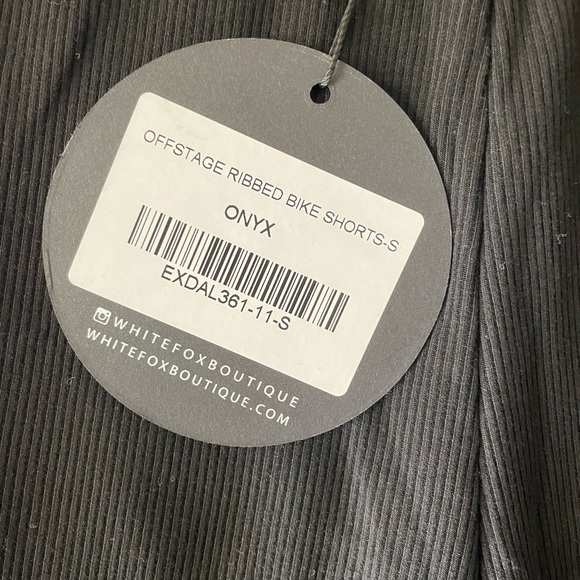 OFFSTAGE RIBBED BIKE SHORTS-S
ONYX
EXDAL361-11-S
WHITEFOXBOUTIQUE
WHITEFOXBOUTIQUE.COM